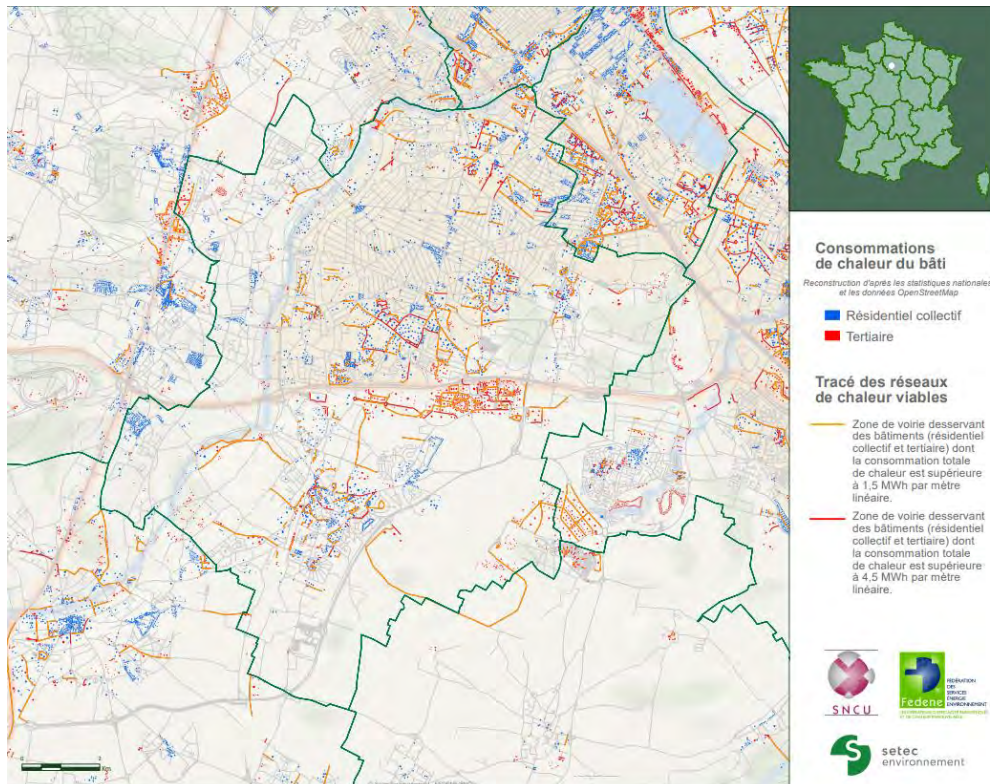 Consommations
de chaleur du bâti
Reconstruction d'après les statistiques nationales
et les données OpenStreetMap
Résidentiel collectif
Tertiaire
Tracé des réseaux
de chaleur viables
Zone de voirie desservant
des bâtiments (résidentiel
collectif et tertiaire) dont
la consommation totale
de chaleur est supérieure
à 1,5 MWh par mètre
linéaire.
Zone de voirie desservant
des bâtiments (résidentiel
collectif et tertiaire) dont
la consommation totale
de chaleur est supérieure
à 4,5 MWh par mètre
linéaire.
SNCU
Fedene
FÉDÉRATION
DES
SERVICES
ÉNERGIE
ENVIRONNEMENT
setec
environnement
0
Km